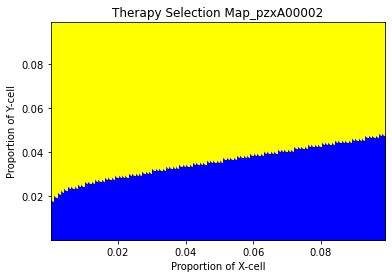 Therapy Selection Map_pzxA00002
Proportion of Y-cell
0.08
0.06
0.04
0.02
0.02 0.04 0.06 0.08
Proportion of X-cell